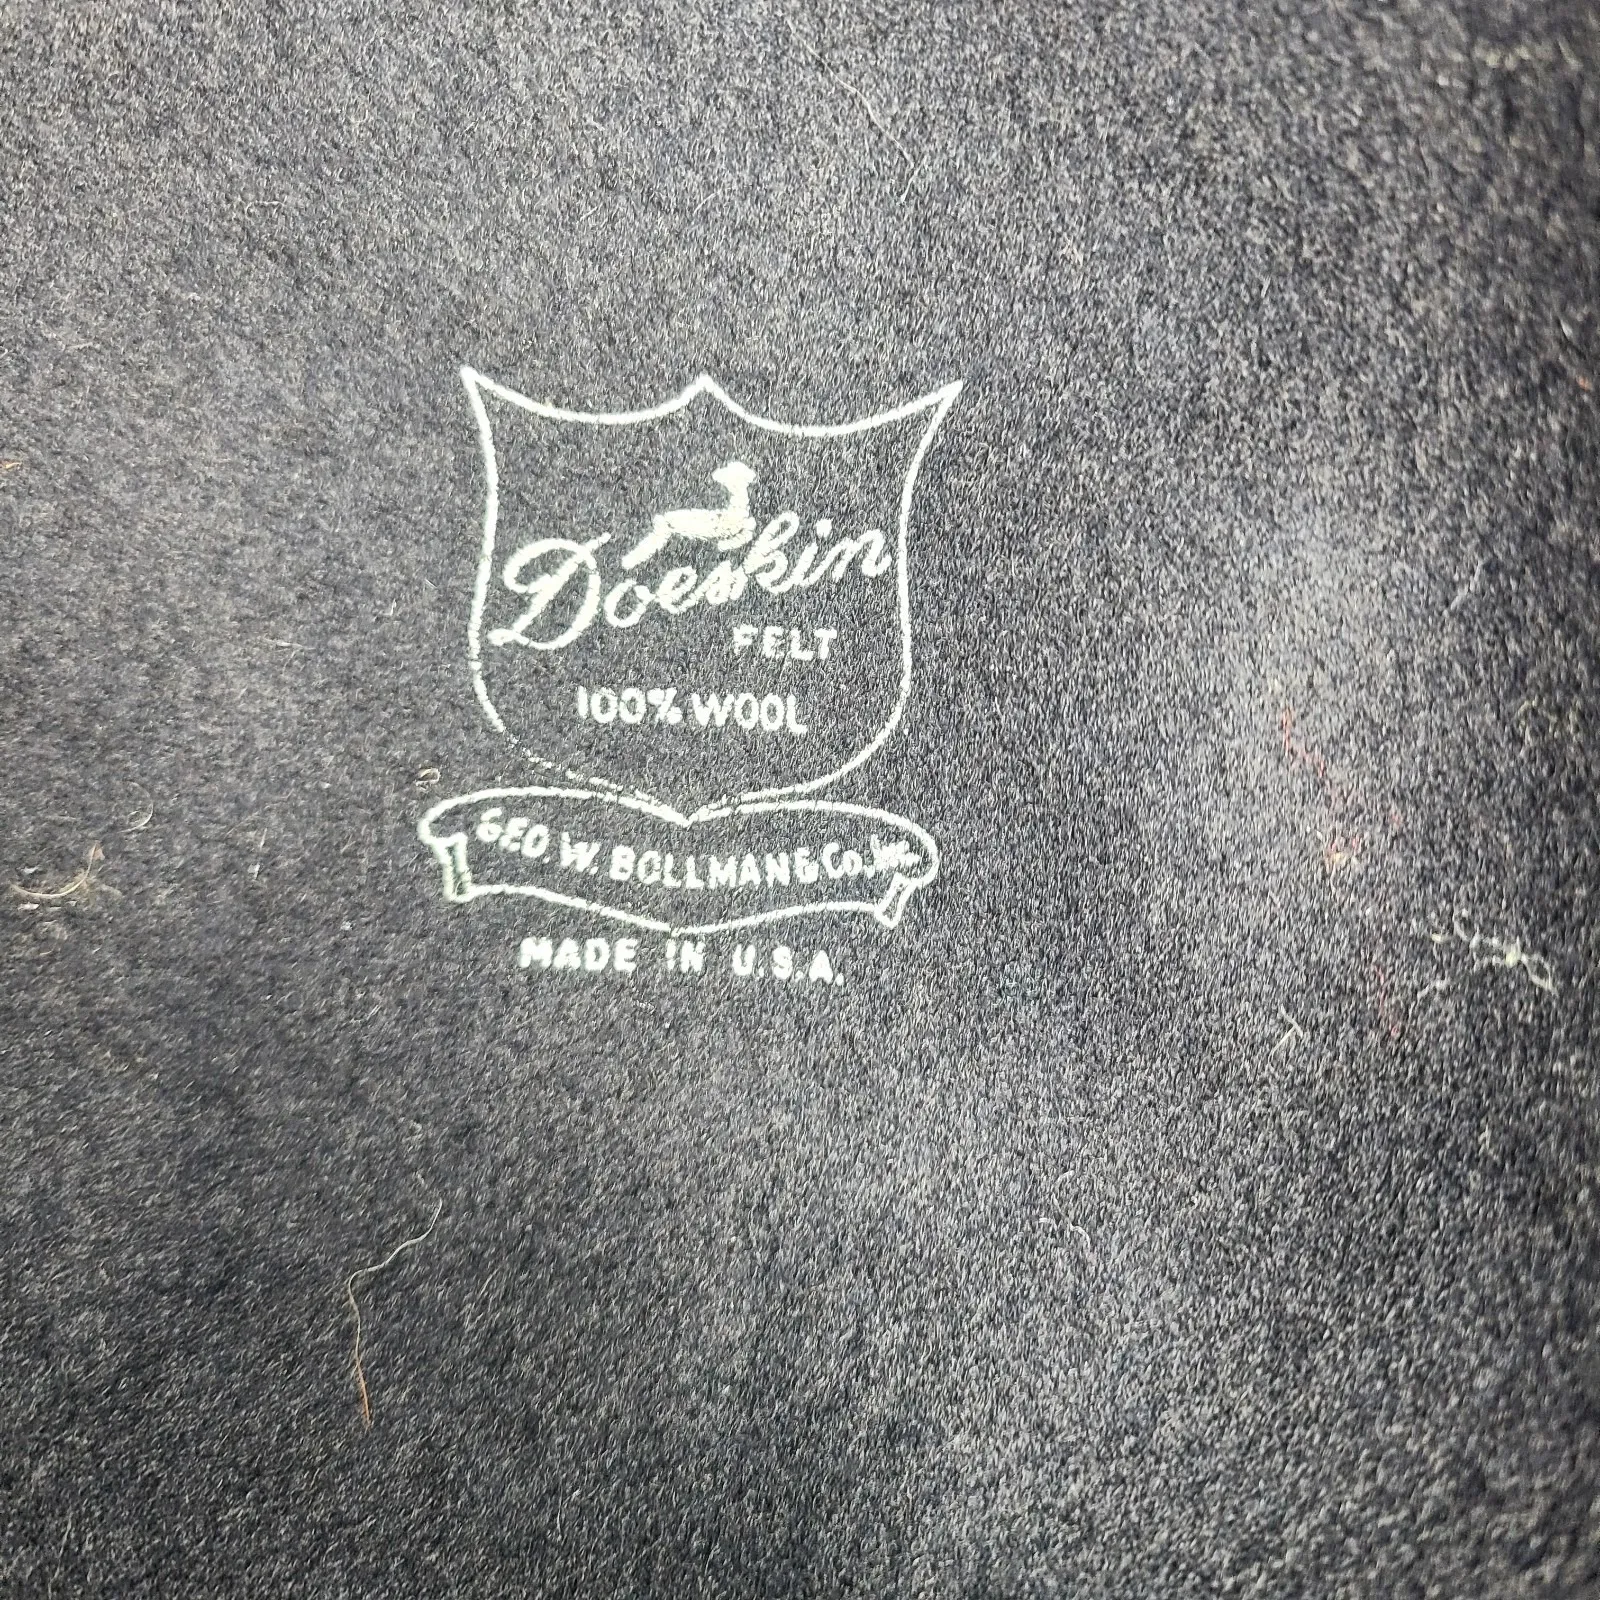 Doeskin
FELT
100% WOOL
GEO. W. BOLLMAN & Co., Inc.
MADE IN U.S.A.